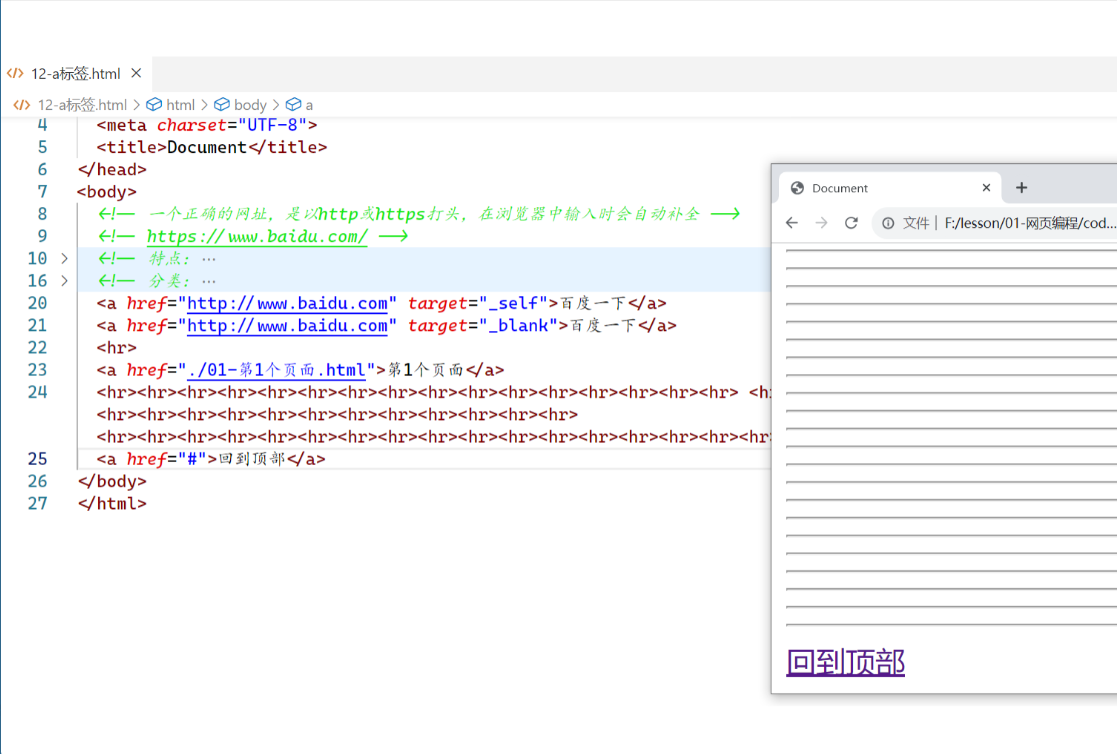 12-a标签.html
12-a标签.html > html > body > a
4 <meta charset="UTF-8">
5 <title>Document</title>
6 </head>
7 <body>
8 <!-- 一个正确的网址，是以http或https打头，在浏览器中输入时会自动补全 -->
9 <!-- https://www.baidu.com/ -->
10 <!-- 特点: …
16 <!-- 分类: …
20 <a href="http://www.baidu.com" target="_self">百度一下</a>
21 <a href="http://www.baidu.com" target="_blank">百度一下</a>
22 <hr>
23 <a href="./01-第1个页面.html">第1个页面</a>
24 <hr><hr><hr><hr><hr><hr><hr><hr><hr><hr><hr><hr><hr><hr><hr><hr> <h
<hr><hr><hr><hr><hr><hr><hr><hr><hr><hr><hr><hr>
<hr><hr><hr><hr><hr><hr><hr><hr><hr><hr><hr><hr><hr><hr><hr><hr><hr>
25 <a href="#">回到顶部</a>
26 </body>
27 </html>
Document
文件 | F:/lesson/01-网页编程/cod...
回到顶部